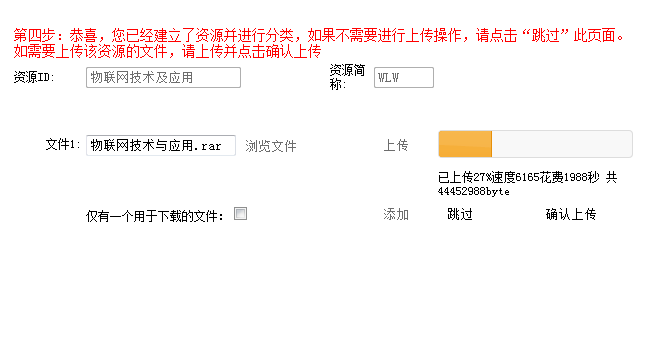 第四步：恭喜，您已经建立了资源并进行分类，如果不需要进行上传操作，请点击“跳过”此页面。
如需要上传该资源的文件，请上传并点击确认上传
资源ID: 物联网技术及应用 资源简称: WLW
文件1: 物联网技术与应用.rar 浏览文件 上传
已上传27%速度6165花费1988秒 共
44452988byte
仅有一个用于下载的文件: 添加 跳过 确认上传